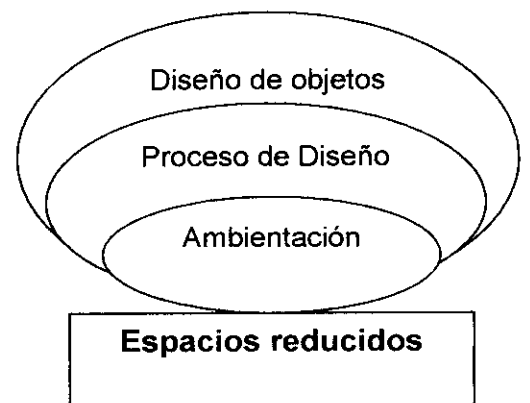 Diseño de objetos
Proceso de Diseño
Ambientación
Espacios reducidos